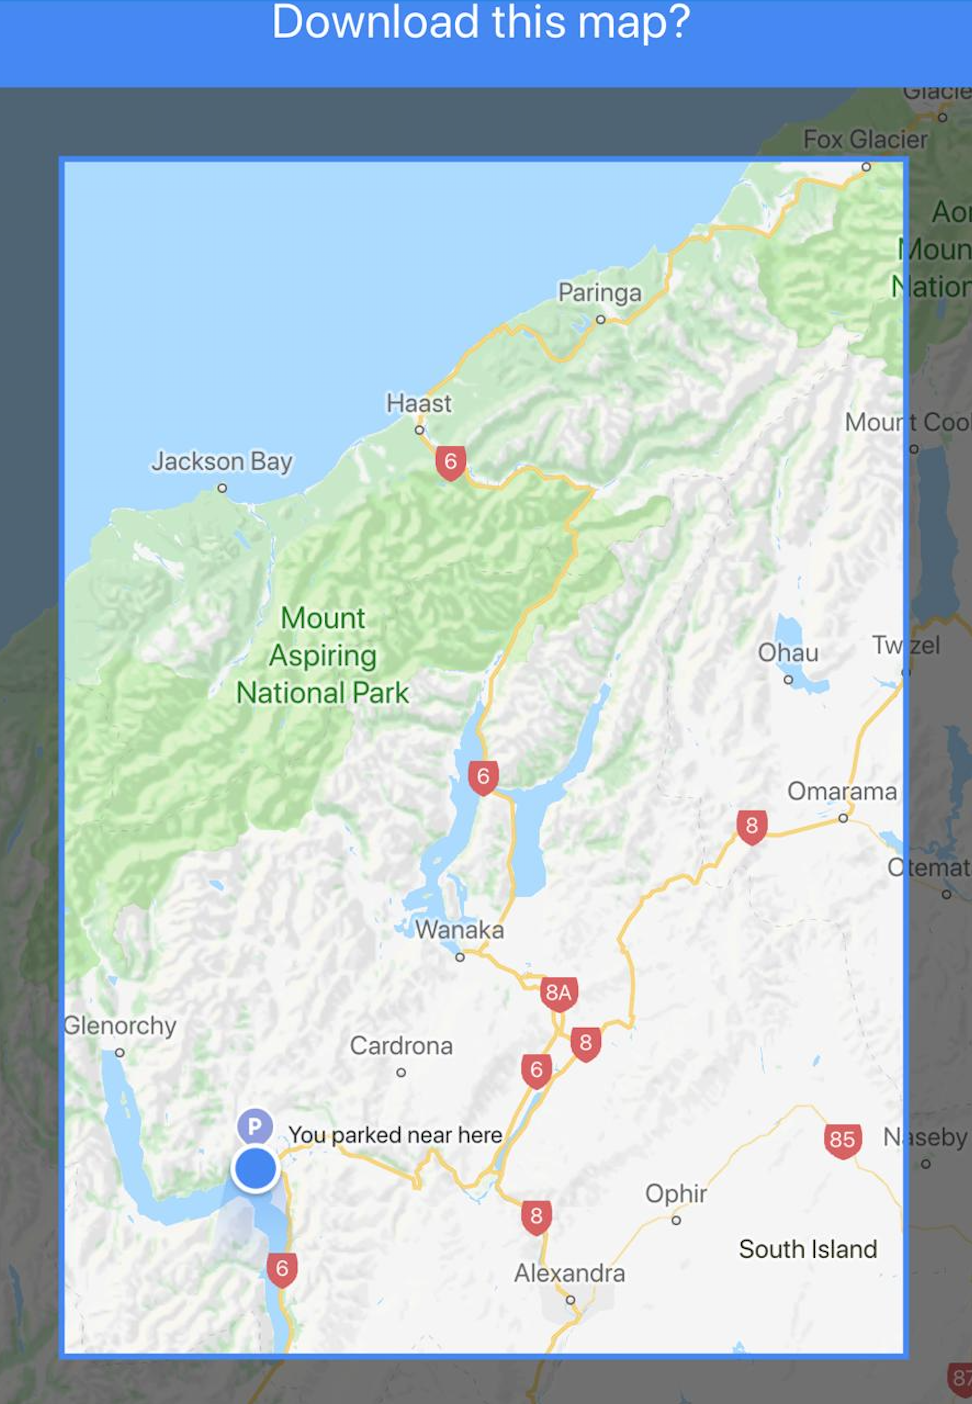 Download this map?
Glacie
Fox Glacier
Aor
Moun
Nation
Paringa
Haast
6
Mount Cool
Jackson Bay
Mount
Aspiring
National Park
Ohau
Twizel
6
Omarama
8
Otemat
Wanaka
8A
Glenorchy
Cardrona
8
6
P
You parked near here
85
Naseby
Ophir
8
South Island
6
Alexandra
87